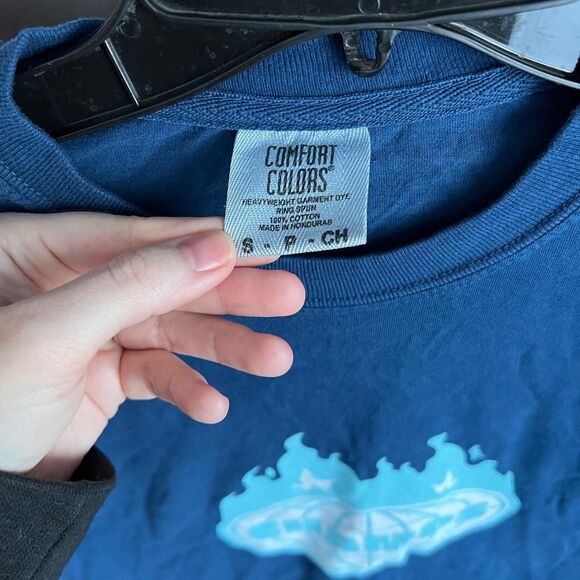 COMFORT
COLORS®
HEAVYWEIGHT GARMENT DYE
RING SPUN
100% COTTON
MADE IN HONDURAS
S - P - CH